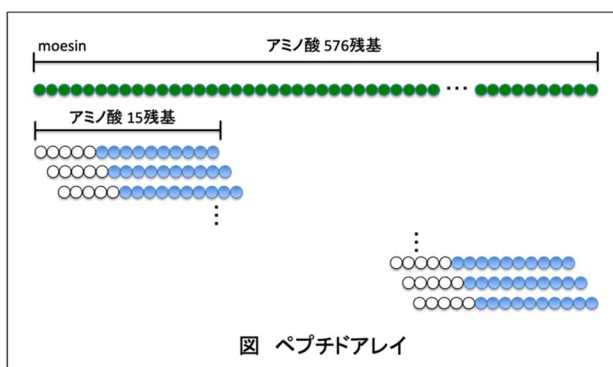 moesin
アミノ酸 576残基
…
アミノ酸 15残基
図 ペプチドアレイ